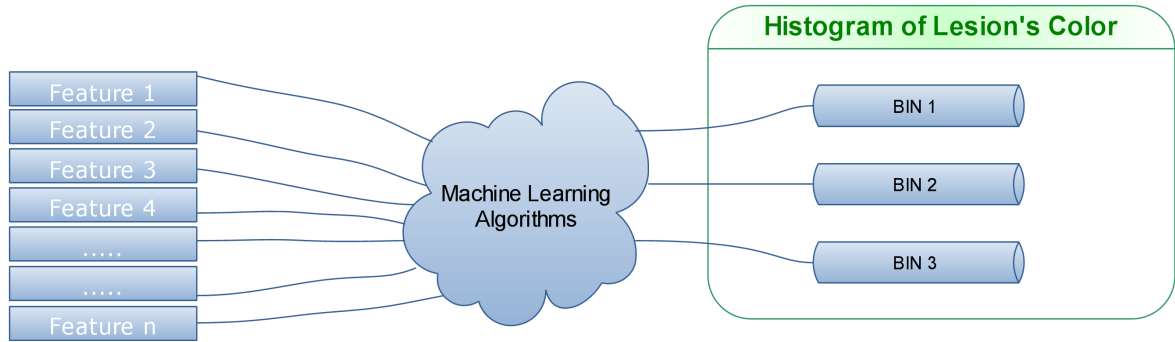 Histogram of Lesion's Color
Feature 1
Feature 2
Feature 3
Feature 4
.....
.....
Feature n
Machine Learning
Algorithms
BIN 1
BIN 2
BIN 3